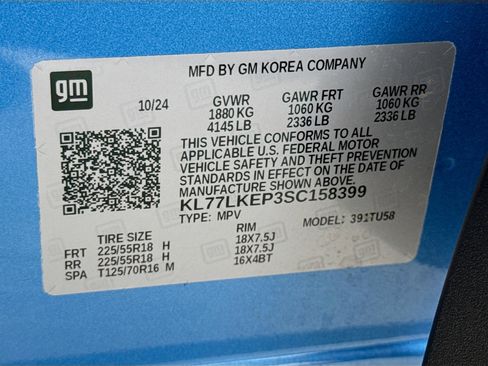 gm
MFD BY GM KOREA COMPANY
10/24 GVWR GAWR FRT GAWR RR
1880 KG 1060 KG 1060 KG
4145 LB 2336 LB 2336 LB
THIS VEHICLE CONFORMS TO ALL
APPLICABLE U.S. FEDERAL MOTOR
VEHICLE SAFETY AND THEFT PREVENTION
STANDARDS IN EFFECT ON THE DATE OF
MANUFACTURE SHOWN ABOVE.
KL77LKEP3SC158399
TYPE: MPV MODEL: 391TU58
TIRE SIZE RIM
FRT 225/55R18 H 18X7.5J
RR 225/55R18 H 18X7.5J
SPA T125/70R16 M 16X4BT